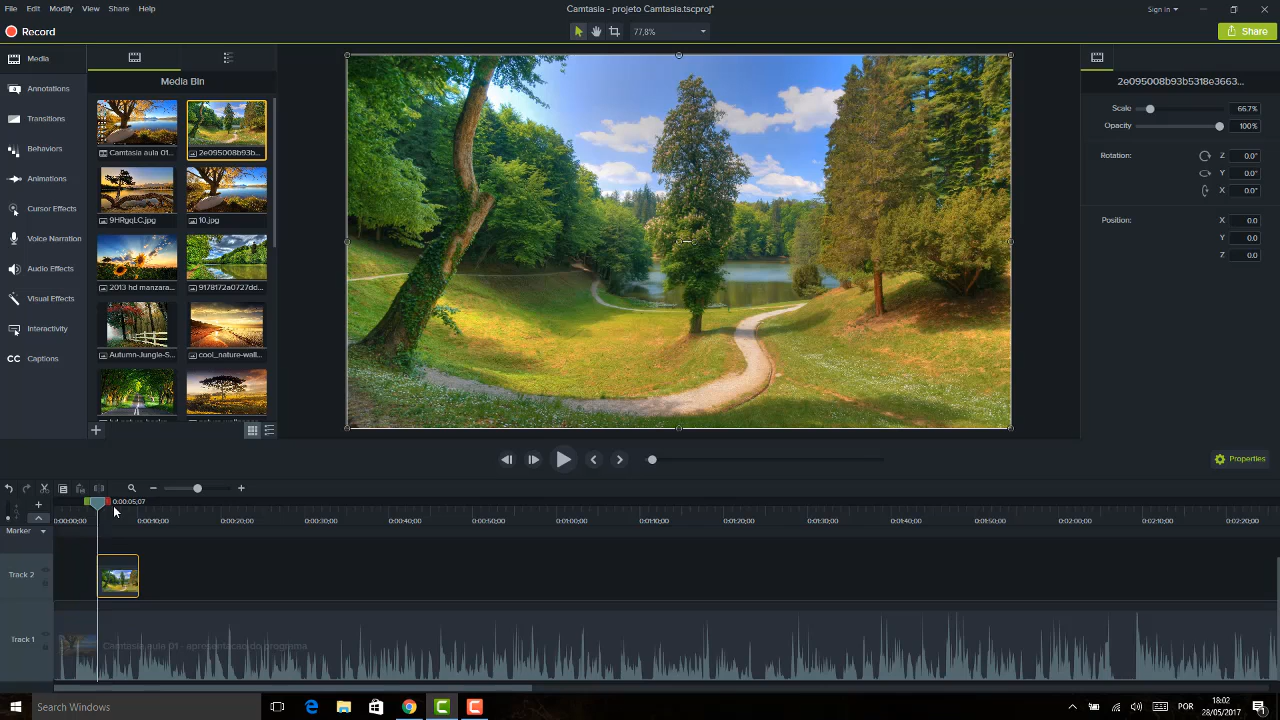 File Edit Modify View Share Help
Camtasia - projeto Camtasia.tscproj*
Sign in
Record
77,8%
Share
Media
Annotations
Transitions
Behaviors
Animations
Cursor Effects
Voice Narration
Audio Effects
Visual Effects
Interactivity
CC Captions
Media Bin
Camtasia aula 01...
2e095008b93b...
9HRgqLC.jpg
10.jpg
2013 hd manzara...
9178172a0727dd...
Autumn-Jungle-S...
cool_nature-wall...
2e095008b93b5318e3663...
Scale 66.7%
Opacity 100%
Rotation: Z 0.0°
Y 0.0°
X 0.0°
Position: X 0.0
Y 0.0
Z 0.0
Properties
0:00:05;07
0:00:00;00 0:00:10;00 0:00:20;00 0:00:30;00 0:00:40;00 0:00:50;00 0:01:00;00 0:01:10;00 0:01:20;00 0:01:30;00 0:01:40;00 0:01:50;00 0:02:00;00 0:02:10;00 0:02:20;00
Marker
Track 2
Track 1
Camtasia aula 01 - apresentacao do programa
Search Windows
POR
18:02
28/05/2017